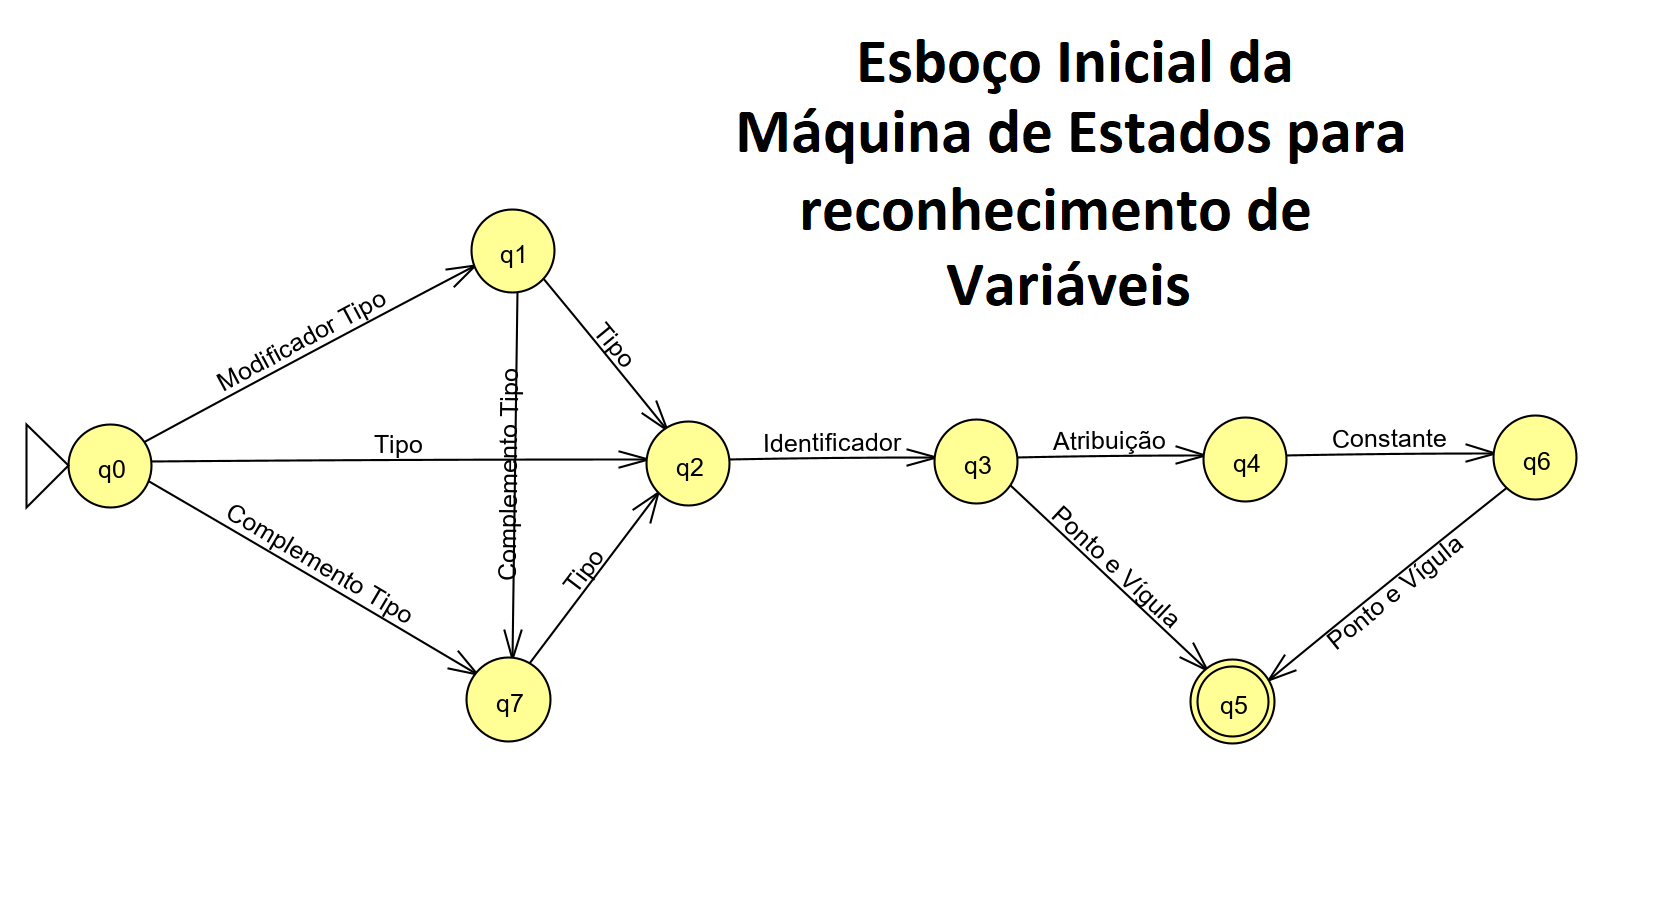 Esboço Inicial da
Máquina de Estados para
reconhecimento de
Variáveis
q1
Modificador Tipo
Tipo
Complemento Tipo
q0
Tipo
q2
Identificador
q3
Atribuição
q4
Constante
q6
Complemento Tipo
Tipo
Ponto e Vígula
Ponto e Vígula
q7
q5